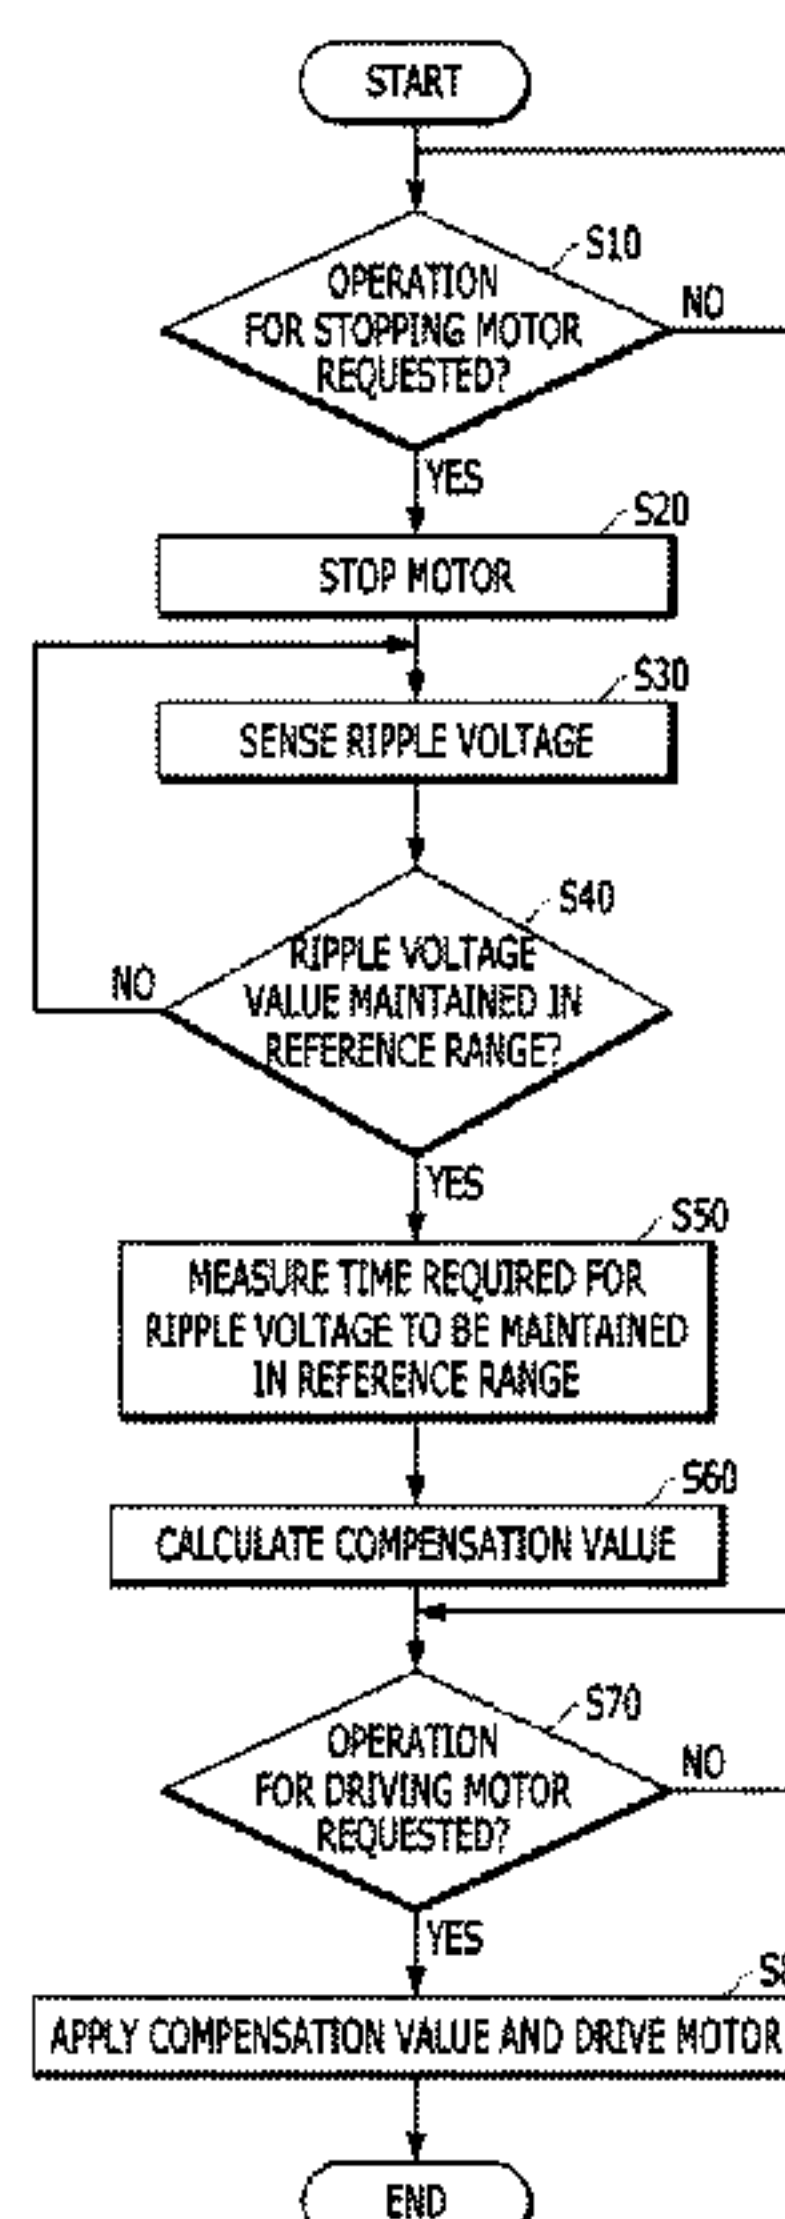 START
S10
OPERATION
FOR STOPPING MOTOR
REQUESTED?
NO
YES
S20
STOP MOTOR
S30
SENSE RIPPLE VOLTAGE
S40
RIPPLE VOLTAGE
VALUE MAINTAINED IN
REFERENCE RANGE?
NO
YES
S50
MEASURE TIME REQUIRED FOR
RIPPLE VOLTAGE TO BE MAINTAINED
IN REFERENCE RANGE
S60
CALCULATE COMPENSATION VALUE
S70
OPERATION
FOR DRIVING MOTOR
REQUESTED?
NO
YES
APPLY COMPENSATION VALUE AND DRIVE MOTOR
END